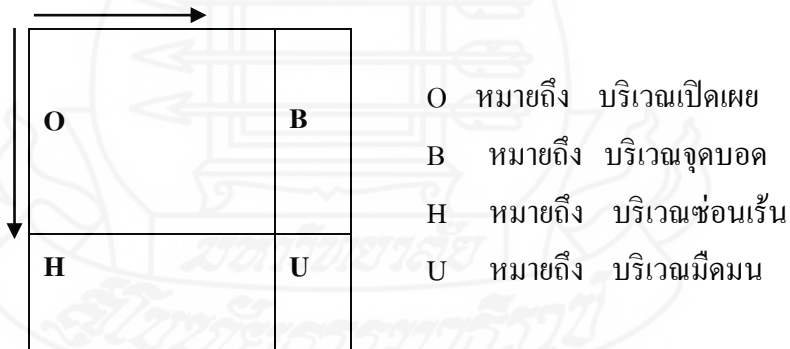 O B
H U
O หมายถึง บริเวณเปิดเผย
B หมายถึง บริเวณจุดบอด
H หมายถึง บริเวณซ่อนเร้น
U หมายถึง บริเวณมืดมน